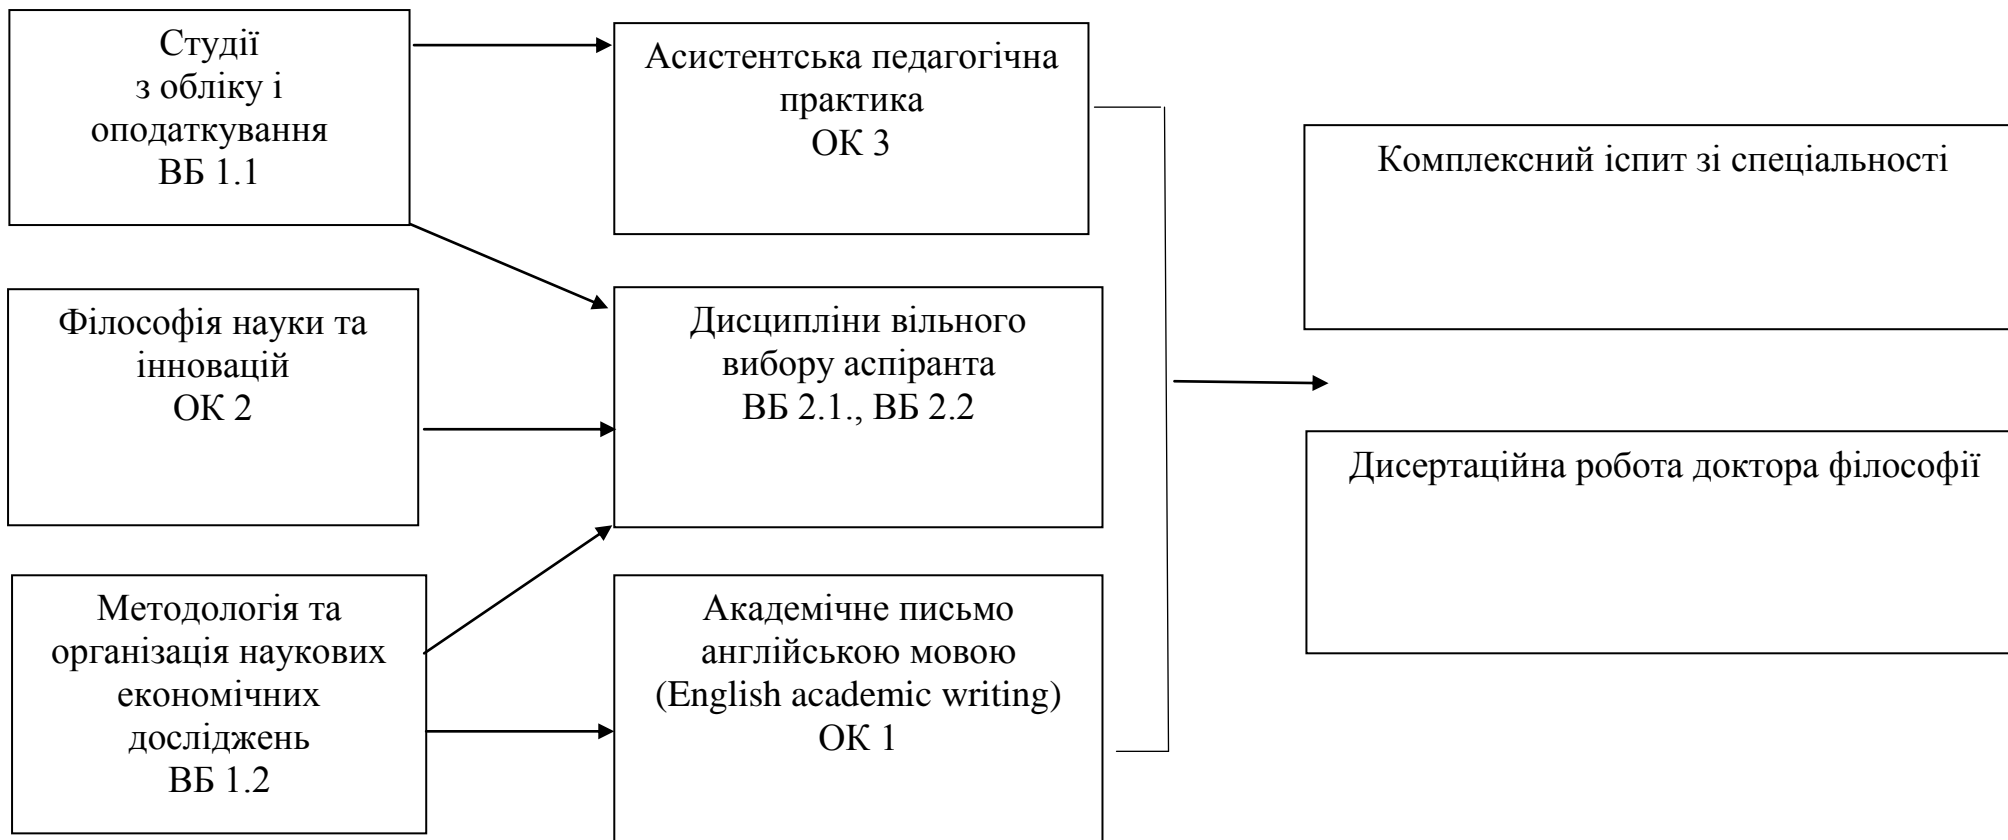 Студії
з обліку і
оподаткування
ВБ 1.1
Асистентська педагогічна
практика
ОК 3
Комплексний іспит зі спеціальності
Філософія науки та
інновацій
ОК 2
Дисципліни вільного
вибору аспіранта
ВБ 2.1., ВБ 2.2
Дисертаційна робота доктора філософії
Методологія та
організація наукових
економічних
досліджень
ВБ 1.2
Академічне письмо
англійською мовою
(English academic writing)
ОК 1